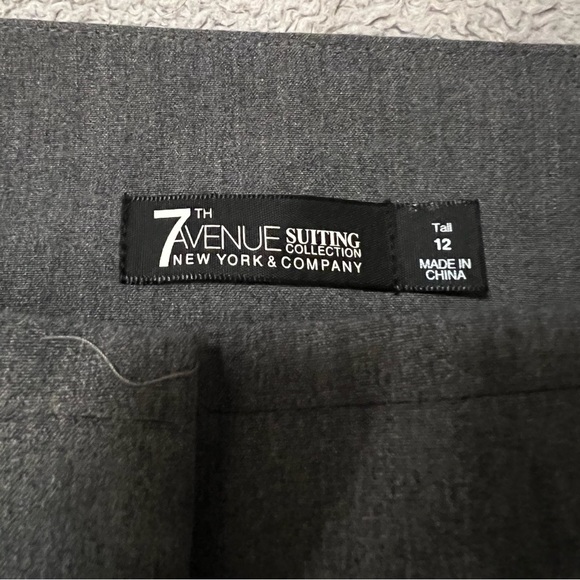 7TH
AVENUE SUITING
COLLECTION
NEW YORK & COMPANY
Tall
12
MADE IN
CHINA